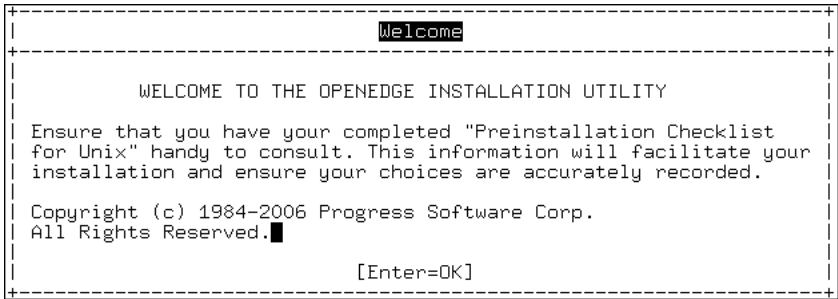 Welcome
WELCOME TO THE OPENEDGE INSTALLATION UTILITY
Ensure that you have your completed "Preinstallation Checklist
for Unix" handy to consult. This information will facilitate your
installation and ensure your choices are accurately recorded.
Copyright (c) 1984-2006 Progress Software Corp.
All Rights Reserved.
[Enter=OK]